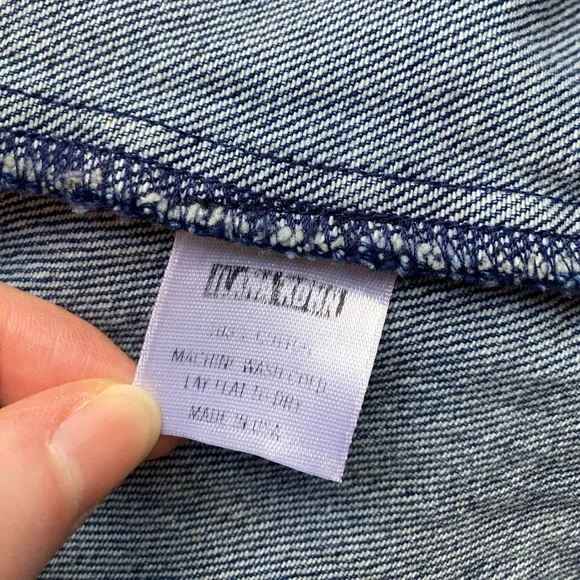 ILANA KOHN
100% COTTON
MACHINE WASH COLD
LAY FLAT TO DRY
MADE IN USA